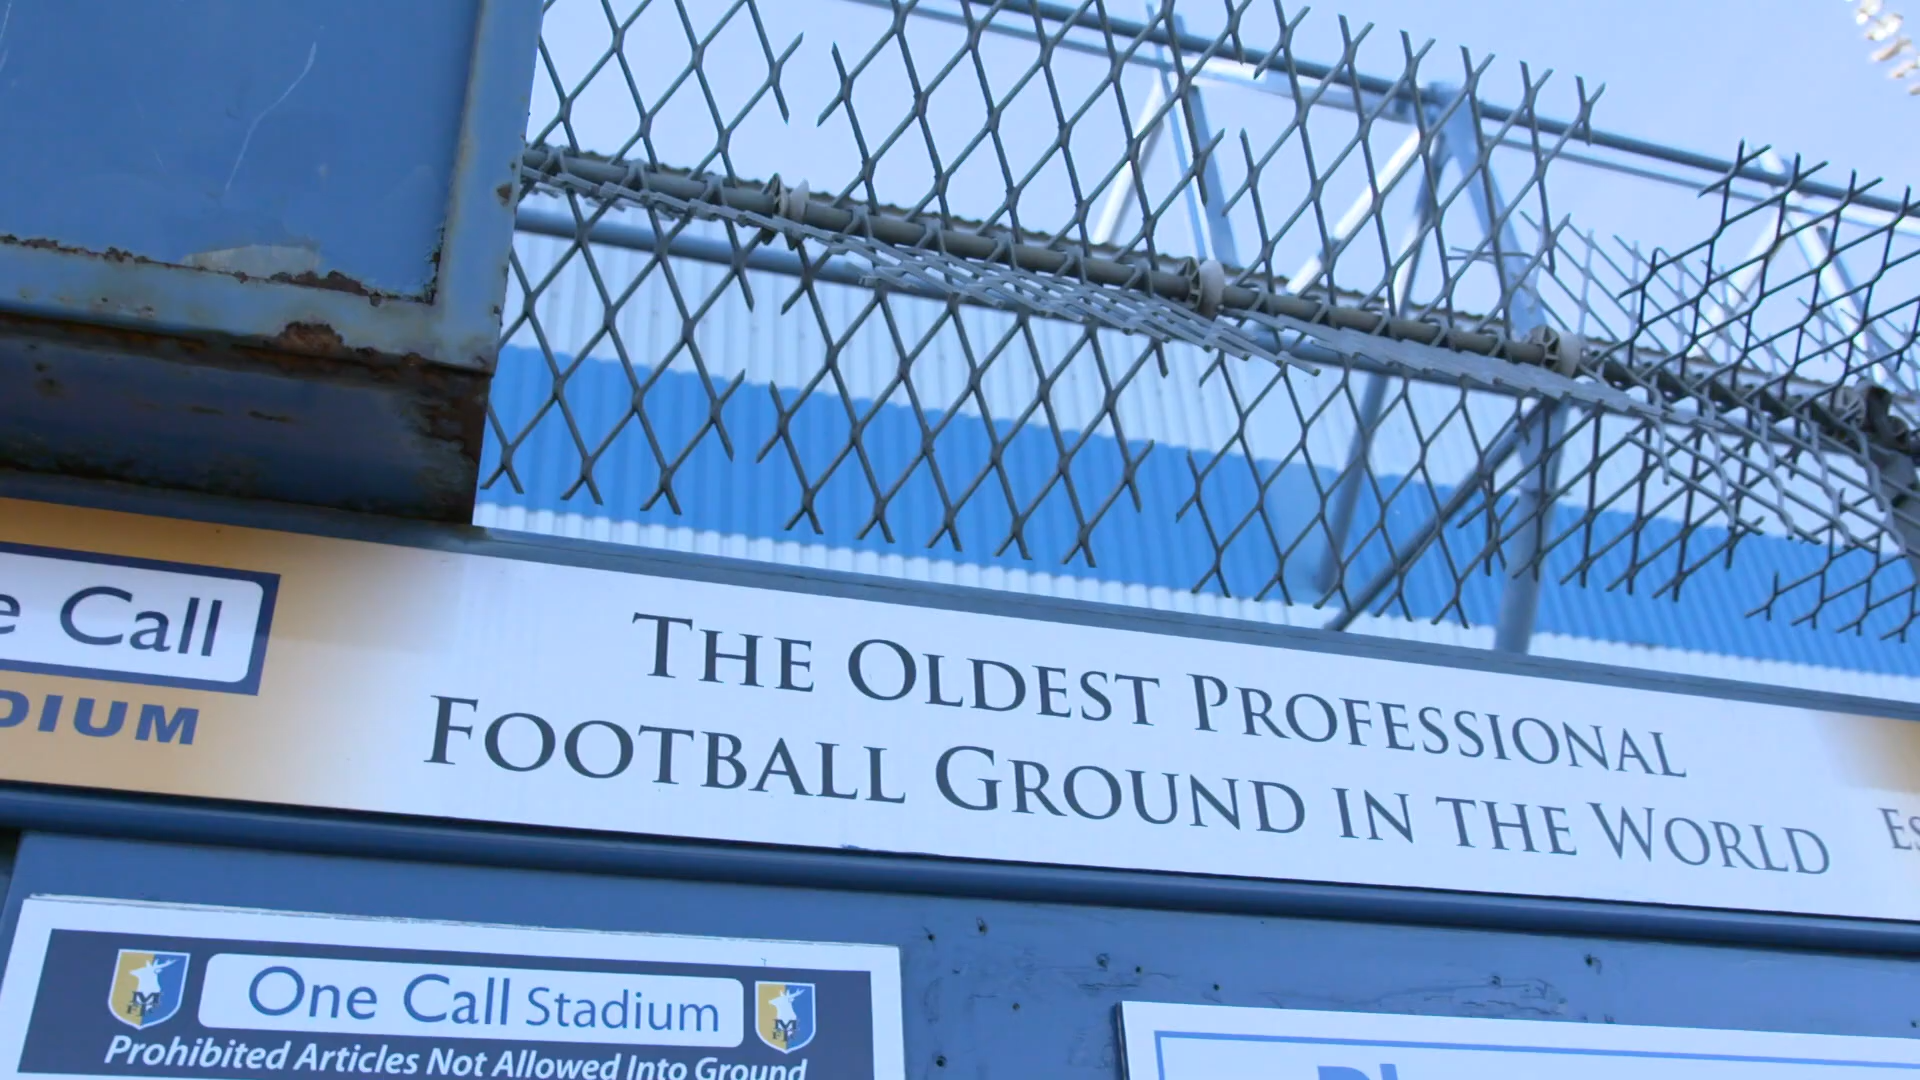 e Call
DIUM
THE OLDEST PROFESSIONAL
FOOTBALL GROUND IN THE WORLD
Es
One Call Stadium
Prohibited Articles Not Allowed Into Ground